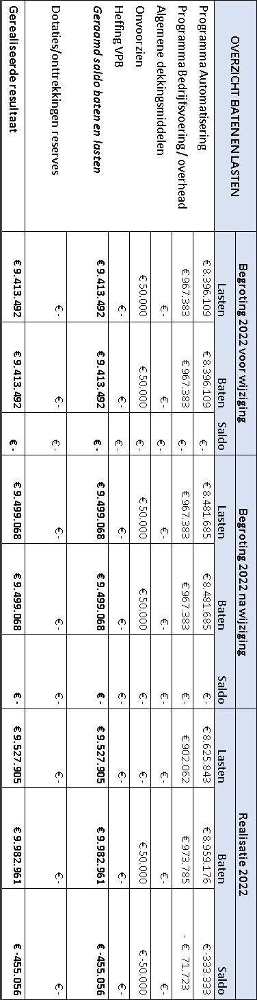 OVERZICHT BATEN EN LASTEN Begroting 2022 voor wijziging Begroting 2022 na wijziging Realisatie 2022
Lasten Baten Saldo Lasten Baten Saldo Lasten Baten Saldo
Programma Automatisering € 8.396.109 € 8.396.109 € - € 8.481.685 € 8.481.685 € - € 8.625.843 € 8.959.176 € -333.333
Programma Bedrijfsvoering / overhead € 967.383 € 967.383 € - € 967.383 € 967.383 € - € 902.062 € 973.785 - € 71.723
Algemene dekkingsmiddelen € - € - € - € - € - € - € - € -
Onvoorzien € 50.000 € 50.000 € - € 50.000 € 50.000 € - € - € 50.000 € -50.000
Heffing VPB € - € - € - € - € - € - € - € - € -
Geraamd saldo baten en lasten € 9.413.492 € 9.413.492 € - € 9.499.068 € 9.499.068 € - € 9.527.905 € 9.982.961 € -455.056
Dotaties/onttrekkingen reserves € - € - € - € - € - € - € - € - € -
Gerealiseerde resultaat € 9.413.492 € 9.413.492 € - € 9.499.068 € 9.499.068 € - € 9.527.905 € 9.982.961 € -455.056